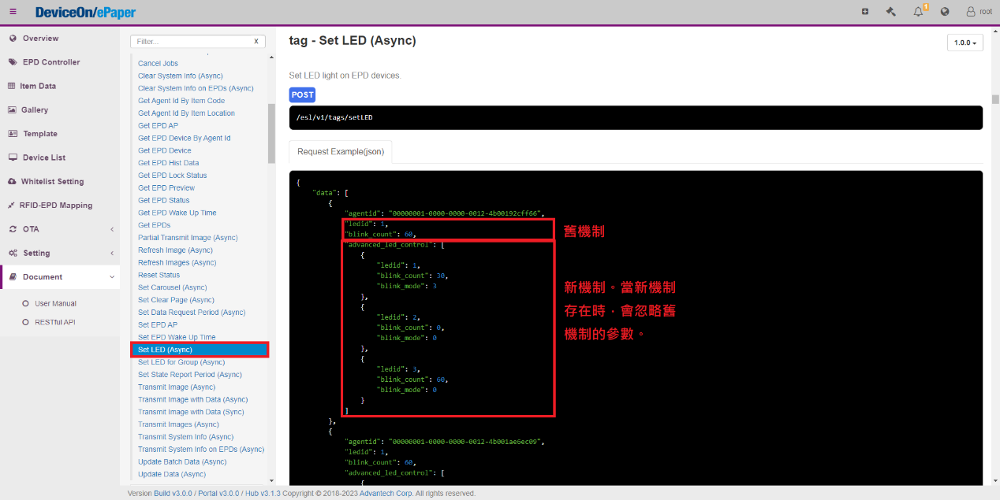 DeviceOn/ePaper
1
root
Overview
EPD Controller
Item Data
Gallery
Template
Device List
Whitelist Setting
RFID-EPD Mapping
OTA
Setting
Document
User Manual
RESTful API
Filter...
X
Cancel Jobs
Clear System Info (Async)
Clear System Info on EPDs (Async)
Get Agent Id By Item Code
Get Agent Id By Item Location
Get EPD AP
Get EPD Device By Agent Id
Get EPD Device
Get EPD Hist Data
Get EPD Lock Status
Get EPD Preview
Get EPD Status
Get EPD Wake Up Time
Get EPDs
Partial Transmit Image (Async)
Refresh Image (Async)
Refresh Images (Async)
Reset Status
Set Carousel (Async)
Set Clear Page (Async)
Set Data Request Period (Async)
Set EPD AP
Set EPD Wake Up Time
Set LED (Async)
Set LED for Group (Async)
Set State Report Period (Async)
Transmit Image (Async)
Transmit Image with Data (Async)
Transmit Image with Data (Sync)
Transmit Images (Async)
Transmit System Info (Async)
Transmit System Info on EPDs (Async)
Update Batch Data (Async)
Update Data (Async)
tag - Set LED (Async)
1.0.0
Set LED light on EPD devices.
POST
/esl/v1/tags/setLED
Request Example(json)
{
"data": [
{
"agentid": "00000001-0000-0000-0012-4b00192cff66",
"ledid": 1,
"blink_count": 60,
"advanced_led_control": [
{
"ledid": 1,
"blink_count": 30,
"blink_mode": 3
},
{
"ledid": 2,
"blink_count": 0,
"blink_mode": 0
},
{
"ledid": 3,
"blink_count": 60,
"blink_mode": 0
}
]
},
{
"agentid": "00000001-0000-0000-0012-4b001ae6ec09",
"ledid": 1,
"blink_count": 60,
"advanced_led_control": [
{
舊機制
新機制。當新機制
存在時，會忽略舊
機制的參數。
Version Build v3.0.0 / Portal v3.0.0 / Hub v3.1.3 Copyright © 2018-2023 Advantech Corp. All rights reserved.